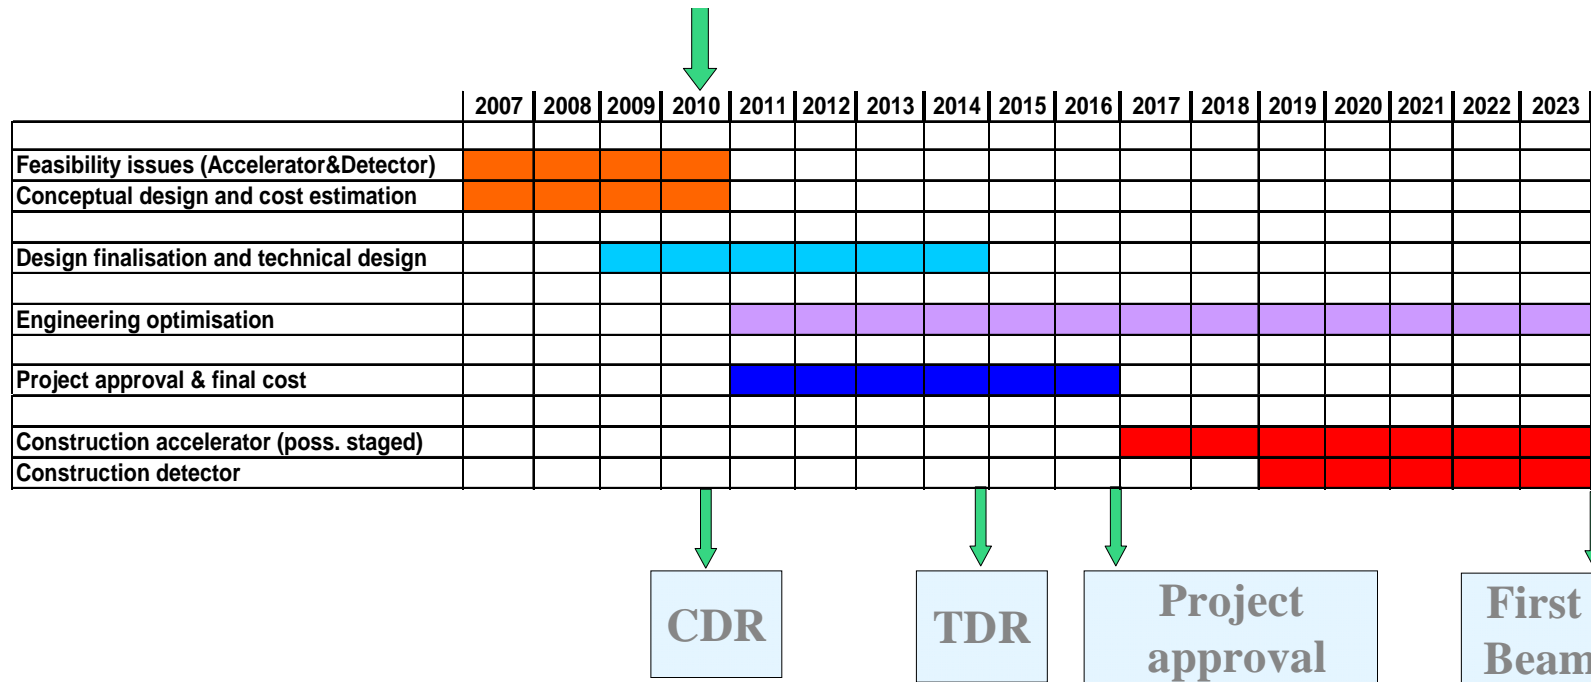 2007 2008 2009 2010 2011 2012 2013 2014 2015 2016 2017 2018 2019 2020 2021 2022 2023
Feasibility issues (Accelerator&Detector)
Conceptual design and cost estimation
Design finalisation and technical design
Engineering optimisation
Project approval & final cost
Construction accelerator (poss. staged)
Construction detector
CDR
TDR
Project
approval
First
Beam